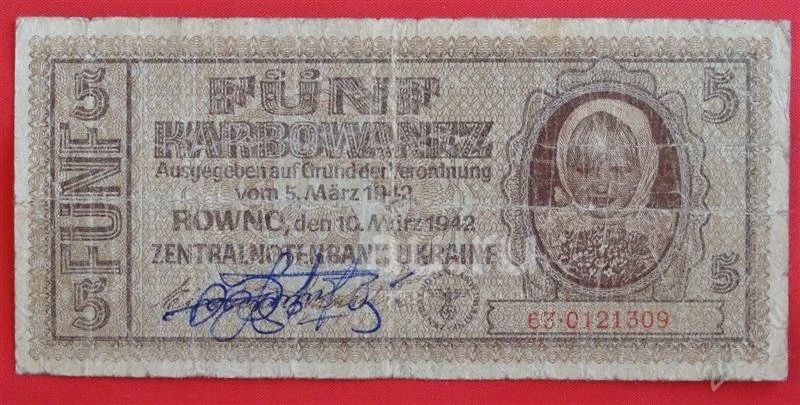 5 FÜNF 5
FÜNF
KARBOWANEZ
Ausgegeben auf Grund der Verordnung
vom 5. März 1942
ROWNO, den 10. März 1942
ZENTRALNOTENBANK UKRAINE
5
5
63·0121309